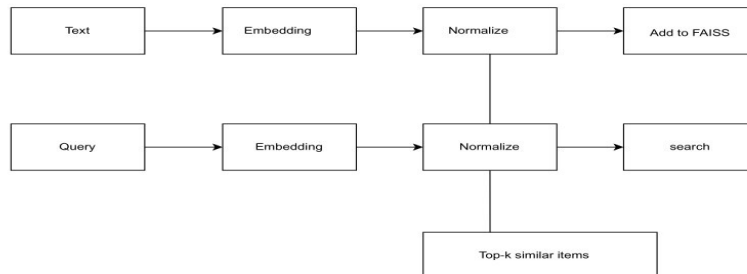 Text
Embedding
Normalize
Add to FAISS
Query
Embedding
Normalize
search
Top-k similar items